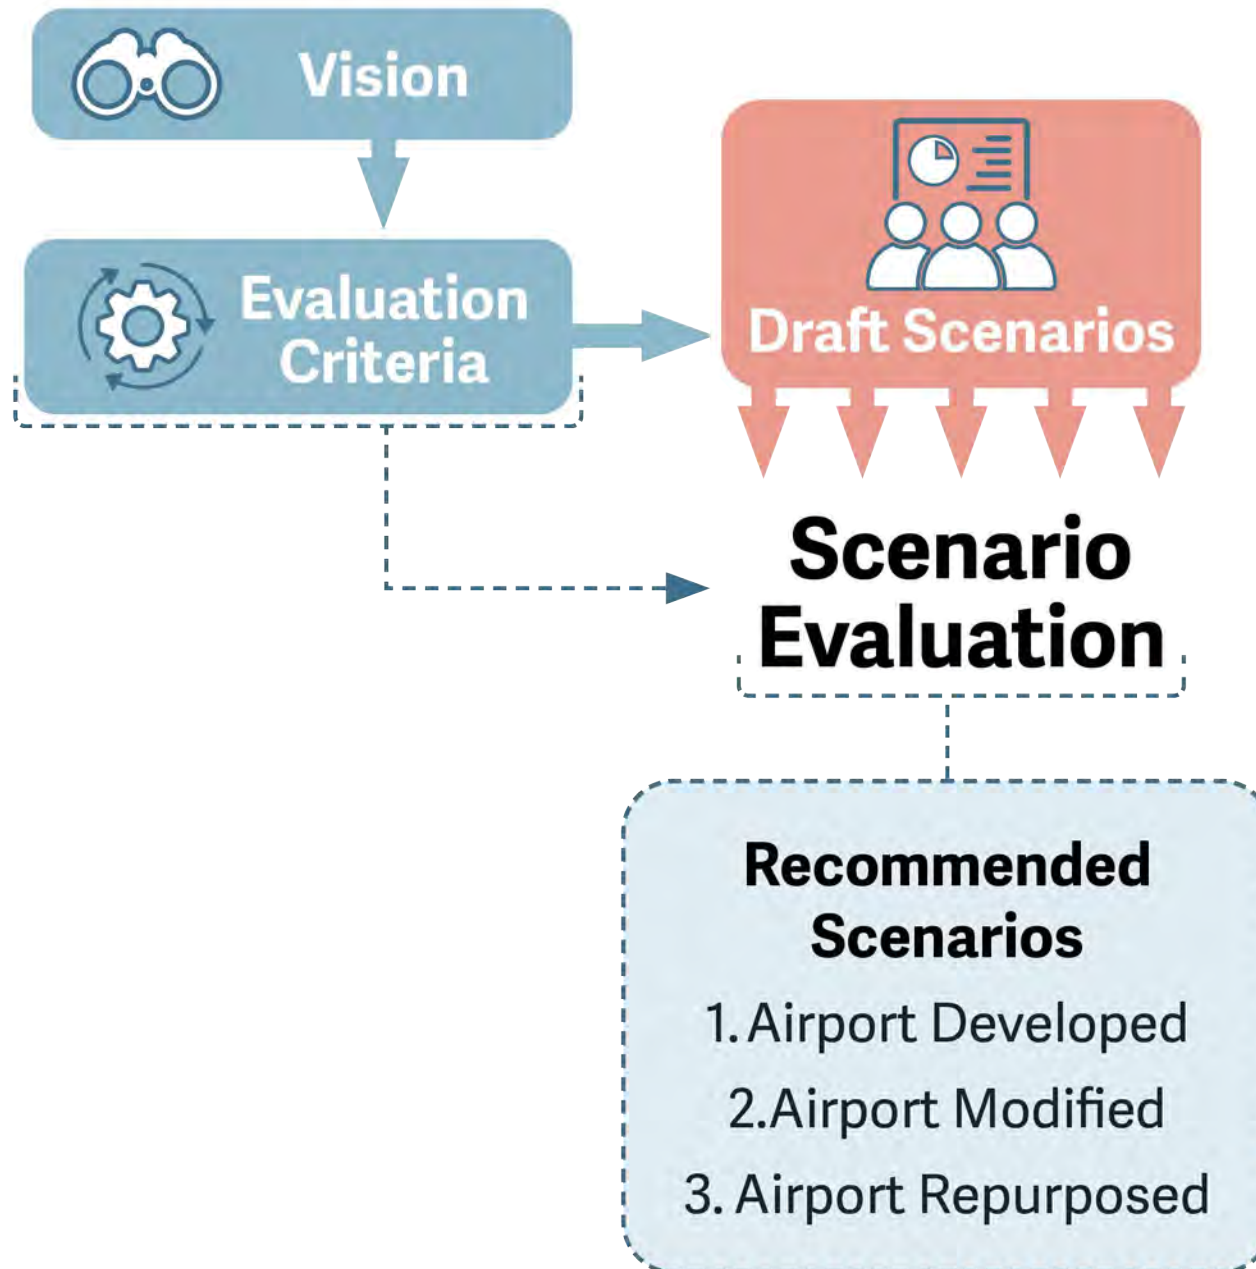 Vision
Evaluation
Criteria
Draft Scenarios
Scenario
Evaluation
Recommended
Scenarios
1. Airport Developed
2.Airport Modified
3. Airport Repurposed